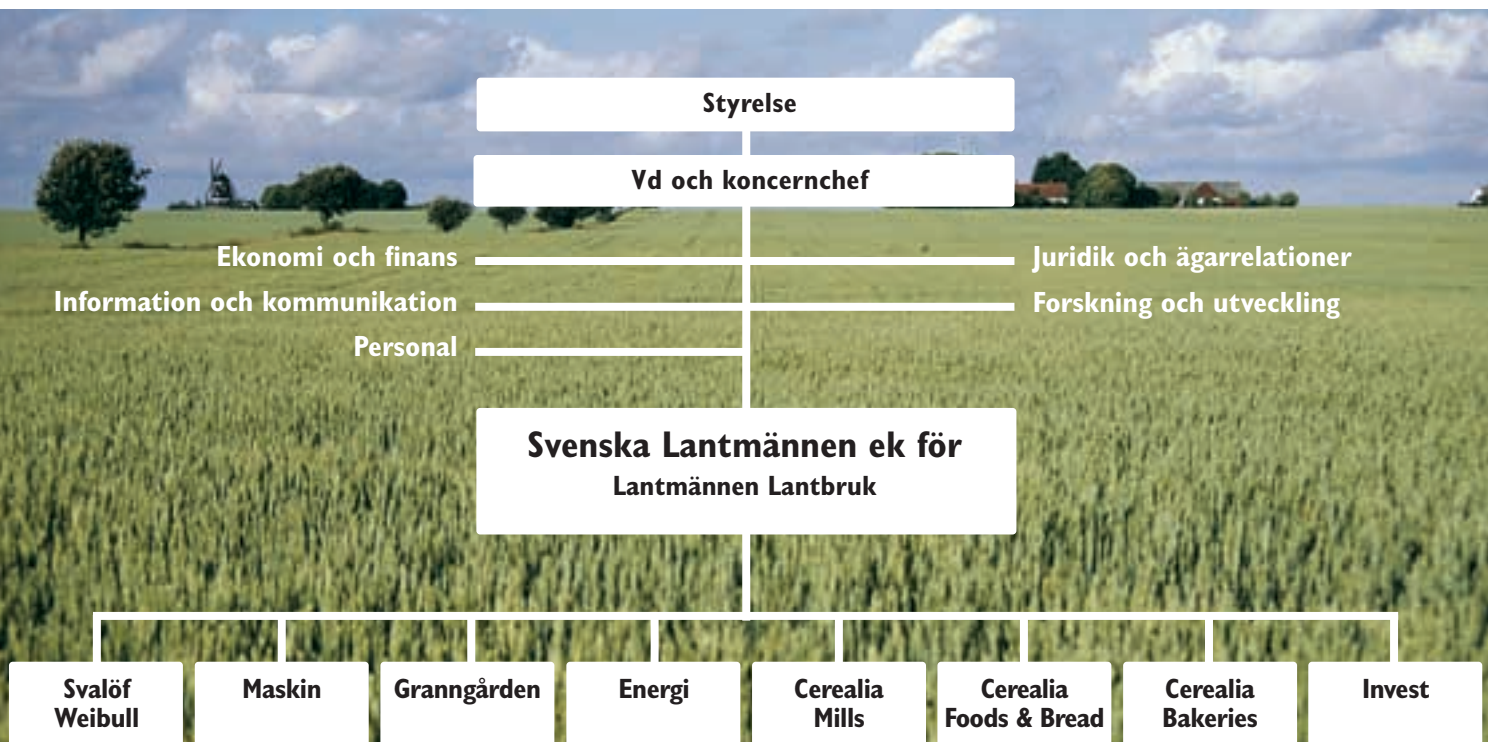 Styrelse
Vd och koncernchef
Ekonomi och finans
Juridik och ägarrelationer
Information och kommunikation
Forskning och utveckling
Personal
Svenska Lantmännen ek för
Lantmännen Lantbruk
Svalöf
Weibull
Maskin
Granngården
Energi
Cerealia
Mills
Cerealia
Foods & Bread
Cerealia
Bakeries
Invest